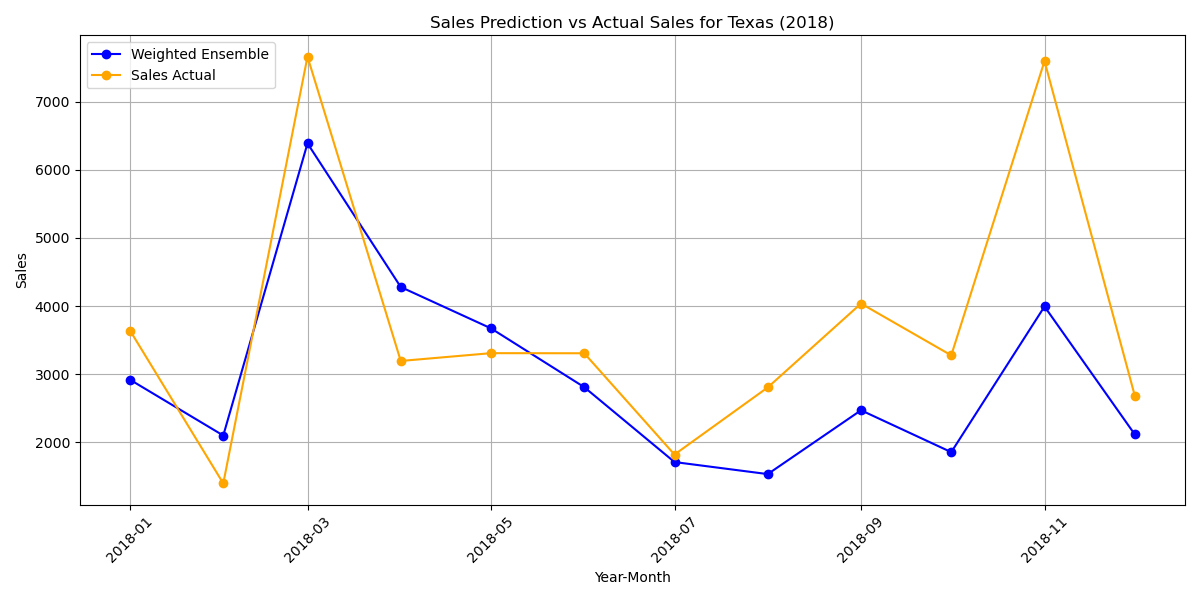 Sales Prediction vs Actual Sales for Texas (2018)
Weighted Ensemble
Sales Actual
Sales
7000
6000
5000
4000
3000
2000
2018-01
2018-03
2018-05
2018-07
2018-09
2018-11
Year-Month